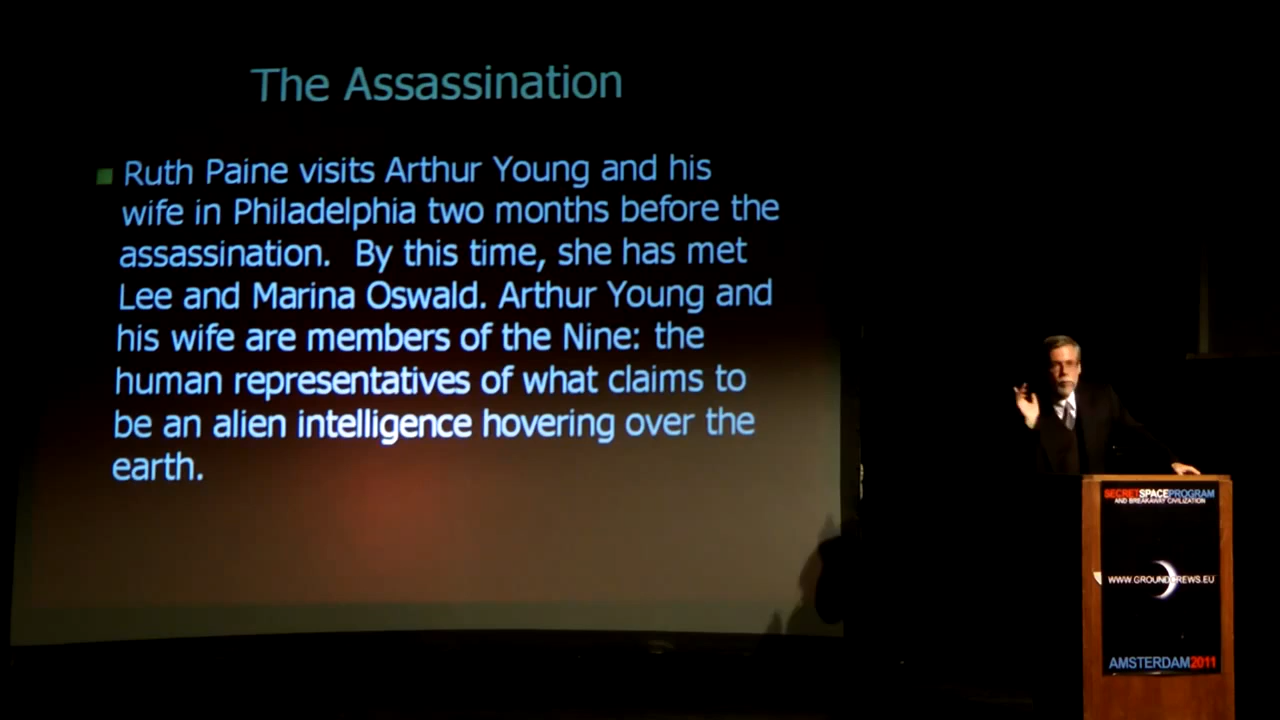 The Assassination
Ruth Paine visits Arthur Young and his
wife in Philadelphia two months before the
assassination. By this time, she has met
Lee and Marina Oswald. Arthur Young and
his wife are members of the Nine: the
human representatives of what claims to
be an alien intelligence hovering over the
earth.
SECRETSPACEPROGRAM
AND BREAKAWAY CIVILIZATION
WWW.GROUNDCREWS.EU
AMSTERDAM2011